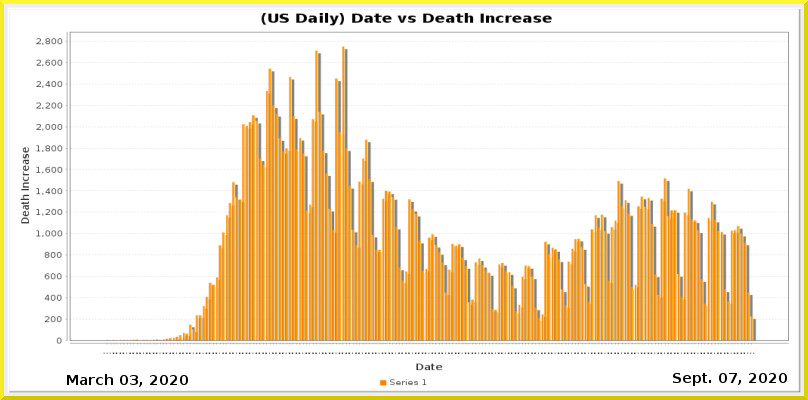 (US Daily) Date vs Death Increase
2,800
2,600
2,400
2,200
2,000
1,800
1,600
1,400
1,200
1,000
800
600
400
200
0
Death Increase
Date
March 03, 2020
Sept. 07, 2020
Series 1